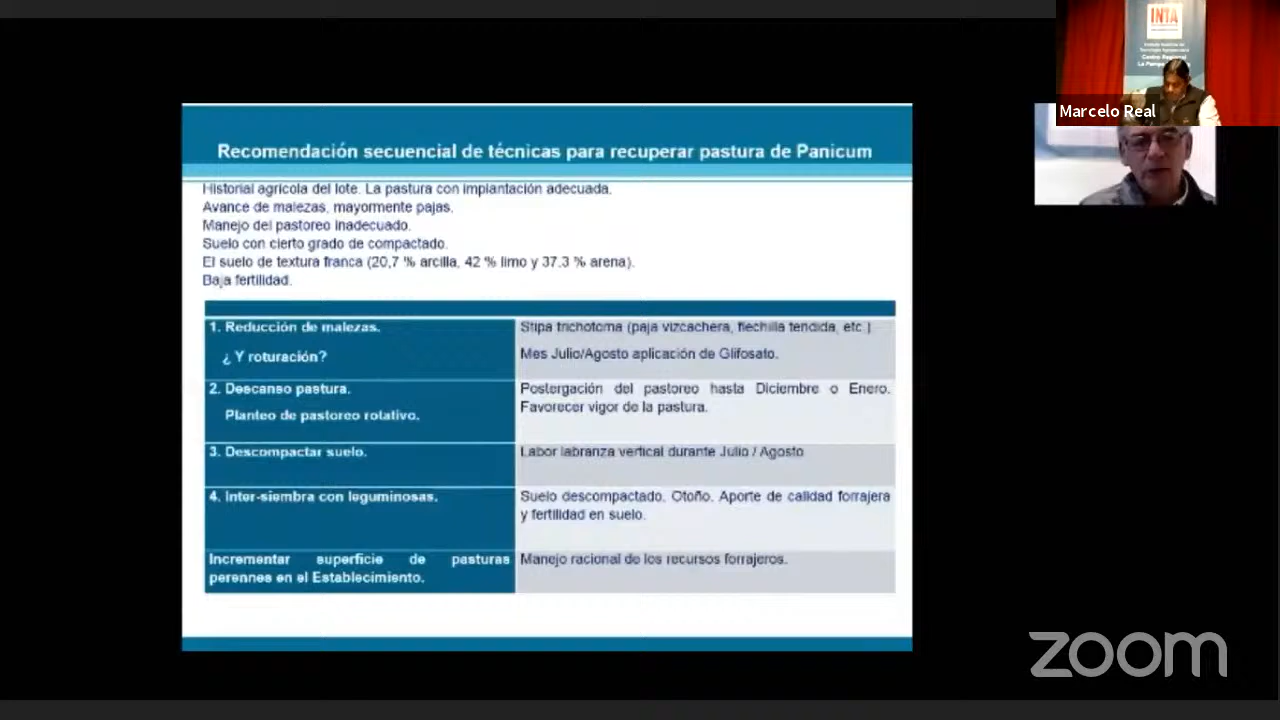 INTA
Marcelo Real
Recomendación secuencial de técnicas para recuperar pastura de Panicum
Historial agrícola del lote. La pastura con implantación adecuada.
Avance de malezas, mayormente pajas.
Manejo del pastoreo inadecuado.
Suelo con cierto grado de compactado.
El suelo de textura franca (20,7 % arcilla, 42 % limo y 37.3 % arena).
Baja fertilidad.
1. Reducción de malezas.
¿ Y roturación?
Stipa trichotoma (paja vizcachera, flechilla tendida, etc.)
Mes Julio/Agosto aplicación de Glifosato.
2. Descanso pastura.
Planteo de pastoreo rotativo.
Postergación del pastoreo hasta Diciembre o Enero.
Favorecer vigor de la pastura.
3. Descompactar suelo.
Labor labranza vertical durante Julio / Agosto
4. Inter-siembra con leguminosas.
Suelo descompactado. Otoño. Aporte de calidad forrajera
y fertilidad en suelo.
Incrementar superficie de pasturas
perennes en el Establecimiento.
Manejo racional de los recursos forrajeros.
zoom